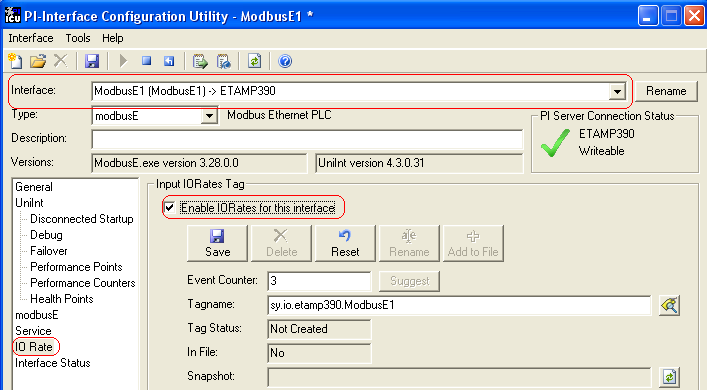 PI-Interface Configuration Utility - ModbusE1 *
Interface Tools Help
Interface: ModbusE1 (ModbusE1) -> ETAMP390 Rename
Type: modbusE Modbus Ethernet PLC
PI Server Connection Status
ETAMP390
Writeable
Description:
Versions: ModbusE.exe version 3.28.0.0 UniInt version 4.3.0.31
General
UniInt
Disconnected Startup
Debug
Failover
Performance Points
Performance Counters
Health Points
modbusE
Service
IO Rate
Interface Status
Input IORates Tag
Enable IORates for this interface
Save Delete Reset Rename Add to File
Event Counter: 3 Suggest
Tagname: sy.io.etamp390.ModbusE1
Tag Status: Not Created
In File: No
Snapshot: